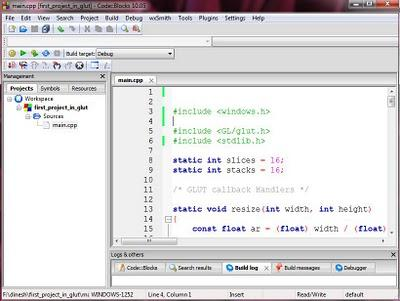 main.cpp [first_project_in_glut] - Code::Blocks 10.05
File Edit View Search Project Build Debug wxSmith Tools Plugins Settings Help
Build target: Debug
Management
Projects Symbols Resources
Workspace
first_project_in_glut
Sources
main.cpp
main.cpp
1
2
3 #include <windows.h>
4
5 #include <GL/glut.h>
6 #include <stdlib.h>
7
8 static int slices = 16;
9 static int stacks = 16;
10
11 /* GLUT callback Handlers */
12
13 static void resize(int width, int height)
14 {
15 const float ar = (float) width / (float)
Logs & others
Code::Blocks Search results Build log Build messages Debugger
F:\dinesh\first_project_in_glut\m: WINDOWS-1252 Line 4, Column 1 Insert Read/Write default